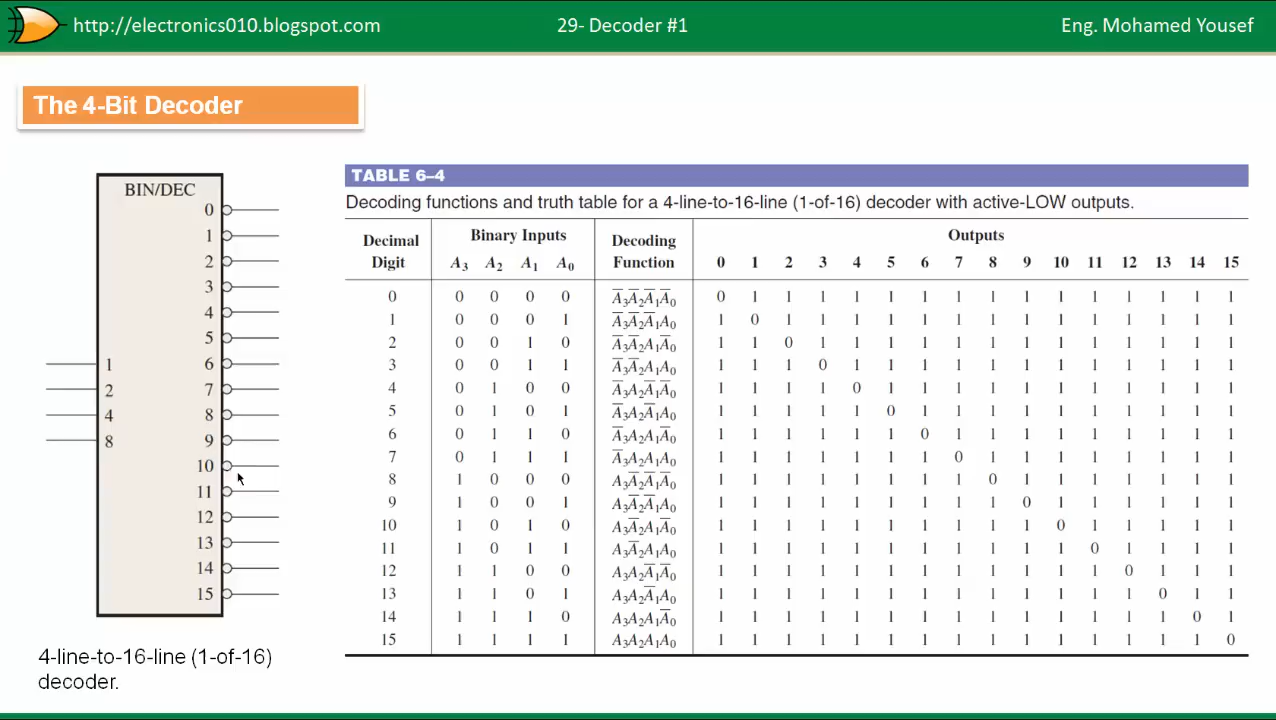 http://electronics010.blogspot.com 29- Decoder #1 Eng. Mohamed Yousef
The 4-Bit Decoder
BIN/DEC
0
1
2
3
4
5
1 6
2 7
4 8
8 9
10
11
12
13
14
15
4-line-to-16-line (1-of-16)
decoder.
TABLE 6–4
Decoding functions and truth table for a 4-line-to-16-line (1-of-16) decoder with active-LOW outputs.
Decimal Binary Inputs Decoding Outputs
Digit A₃ A₂ A₁ A₀ Function 0 1 2 3 4 5 6 7 8 9 10 11 12 13 14 15
0 0 0 0 0 A̅₃A̅₂A̅₁A̅₀ 0 1 1 1 1 1 1 1 1 1 1 1 1 1 1 1
1 0 0 0 1 A̅₃A̅₂A̅₁A₀ 1 0 1 1 1 1 1 1 1 1 1 1 1 1 1 1
2 0 0 1 0 A̅₃A̅₂A₁A̅₀ 1 1 0 1 1 1 1 1 1 1 1 1 1 1 1 1
3 0 0 1 1 A̅₃A̅₂A₁A₀ 1 1 1 0 1 1 1 1 1 1 1 1 1 1 1 1
4 0 1 0 0 A̅₃A₂A̅₁A̅₀ 1 1 1 1 0 1 1 1 1 1 1 1 1 1 1 1
5 0 1 0 1 A̅₃A₂A̅₁A₀ 1 1 1 1 1 0 1 1 1 1 1 1 1 1 1 1
6 0 1 1 0 A̅₃A₂A₁A̅₀ 1 1 1 1 1 1 0 1 1 1 1 1 1 1 1 1
7 0 1 1 1 A̅₃A₂A₁A₀ 1 1 1 1 1 1 1 0 1 1 1 1 1 1 1 1
8 1 0 0 0 A₃A̅₂A̅₁A̅₀ 1 1 1 1 1 1 1 1 0 1 1 1 1 1 1 1
9 1 0 0 1 A₃A̅₂A̅₁A₀ 1 1 1 1 1 1 1 1 1 0 1 1 1 1 1 1
10 1 0 1 0 A₃A̅₂A₁A̅₀ 1 1 1 1 1 1 1 1 1 1 0 1 1 1 1 1
11 1 0 1 1 A₃A̅₂A₁A₀ 1 1 1 1 1 1 1 1 1 1 1 0 1 1 1 1
12 1 1 0 0 A₃A₂A̅₁A̅₀ 1 1 1 1 1 1 1 1 1 1 1 1 0 1 1 1
13 1 1 0 1 A₃A₂A̅₁A₀ 1 1 1 1 1 1 1 1 1 1 1 1 1 0 1 1
14 1 1 1 0 A₃A₂A₁A̅₀ 1 1 1 1 1 1 1 1 1 1 1 1 1 1 0 1
15 1 1 1 1 A₃A₂A₁A₀ 1 1 1 1 1 1 1 1 1 1 1 1 1 1 1 0